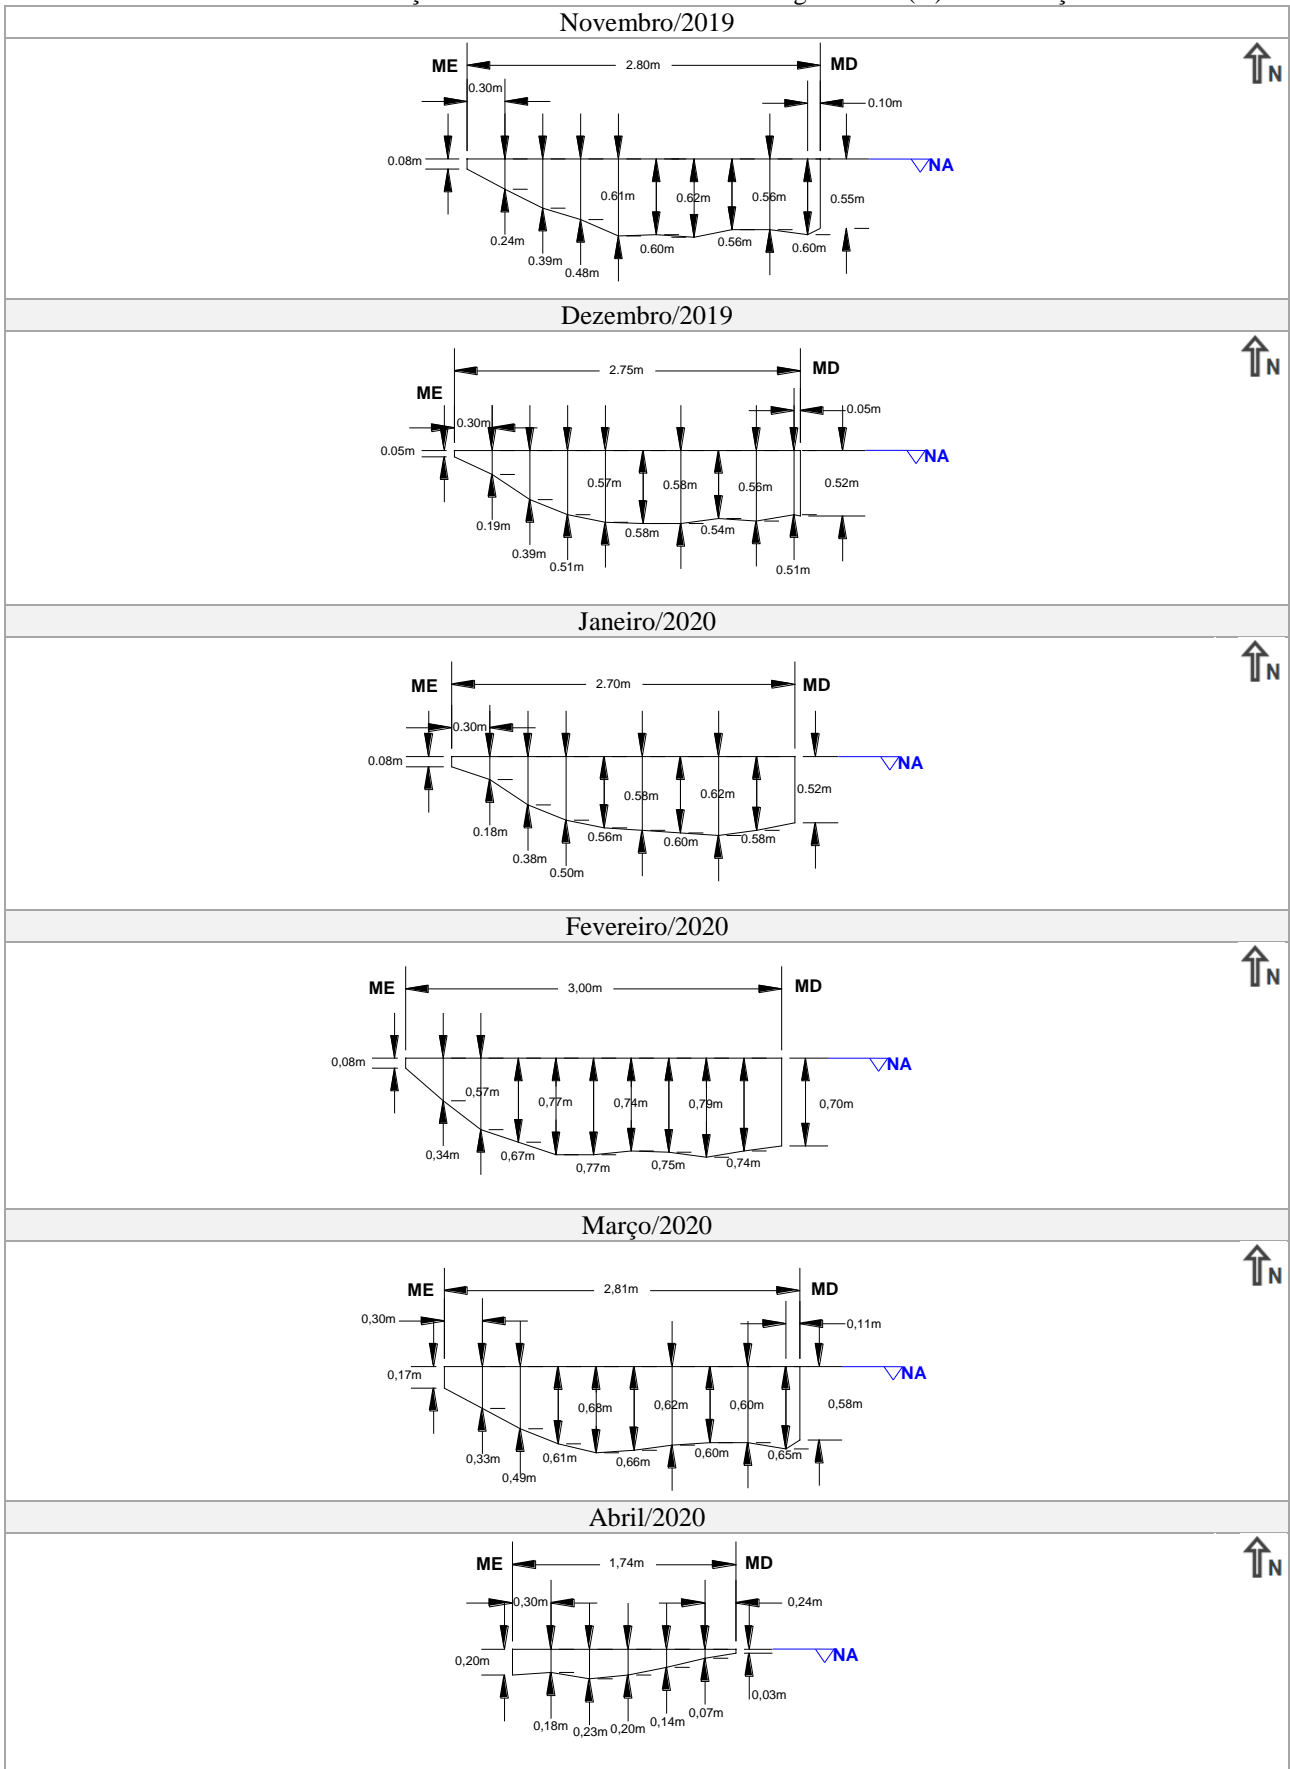 Novembro/2019
N
ME 2.80m MD
0.30m 0.10m
0.08m NA
0.61m 0.62m 0.56m 0.55m
0.24m 0.60m 0.56m 0.60m
0.39m
0.48m
Dezembro/2019
N
2.75m MD
ME
0.30m 0.05m
0.05m NA
0.57m 0.58m 0.56m 0.52m
0.19m 0.58m 0.54m
0.39m
0.51m 0.51m
Janeiro/2020
N
ME 2.70m MD
0.30m
0.08m NA
0.58m 0.62m 0.52m
0.18m 0.56m 0.60m 0.58m
0.38m
0.50m
Fevereiro/2020
N
ME 3,00m MD
0,08m NA
0,57m 0,77m 0,74m 0,79m 0,70m
0,34m 0,67m 0,77m 0,75m 0,74m
Março/2020
N
ME 2,81m MD
0,30m 0,11m
0,17m NA
0,68m 0,62m 0,60m 0,58m
0,33m 0,61m 0,66m 0,60m 0,65m
0,49m
Abril/2020
N
ME 1,74m MD
0,30m 0,24m
0,20m NA
0,03m
0,18m 0,23m 0,20m 0,14m 0,07m